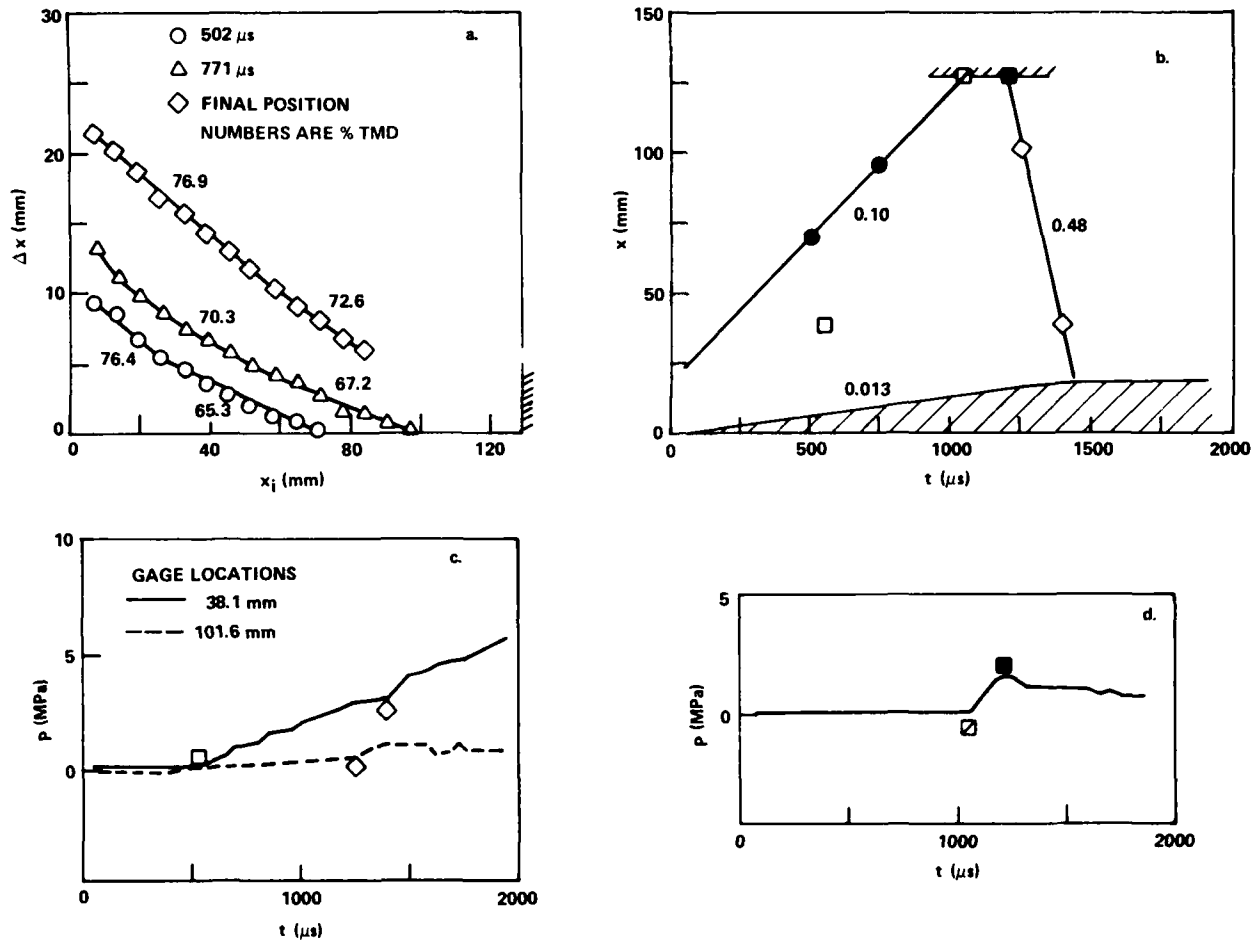 a.
30
20
10
0
Δx (mm)
502 μs
771 μs
FINAL POSITION
NUMBERS ARE % TMD
76.9
72.6
70.3
67.2
76.4
65.3
0
40
80
120
x_i (mm)
b.
150
100
50
0
x (mm)
0.10
0.48
0.013
0
500
1000
1500
2000
t (μs)
c.
10
5
0
P (MPa)
GAGE LOCATIONS
38.1 mm
101.6 mm
0
1000
2000
t (μs)
d.
5
0
P (MPa)
0
1000
2000
t (μs)